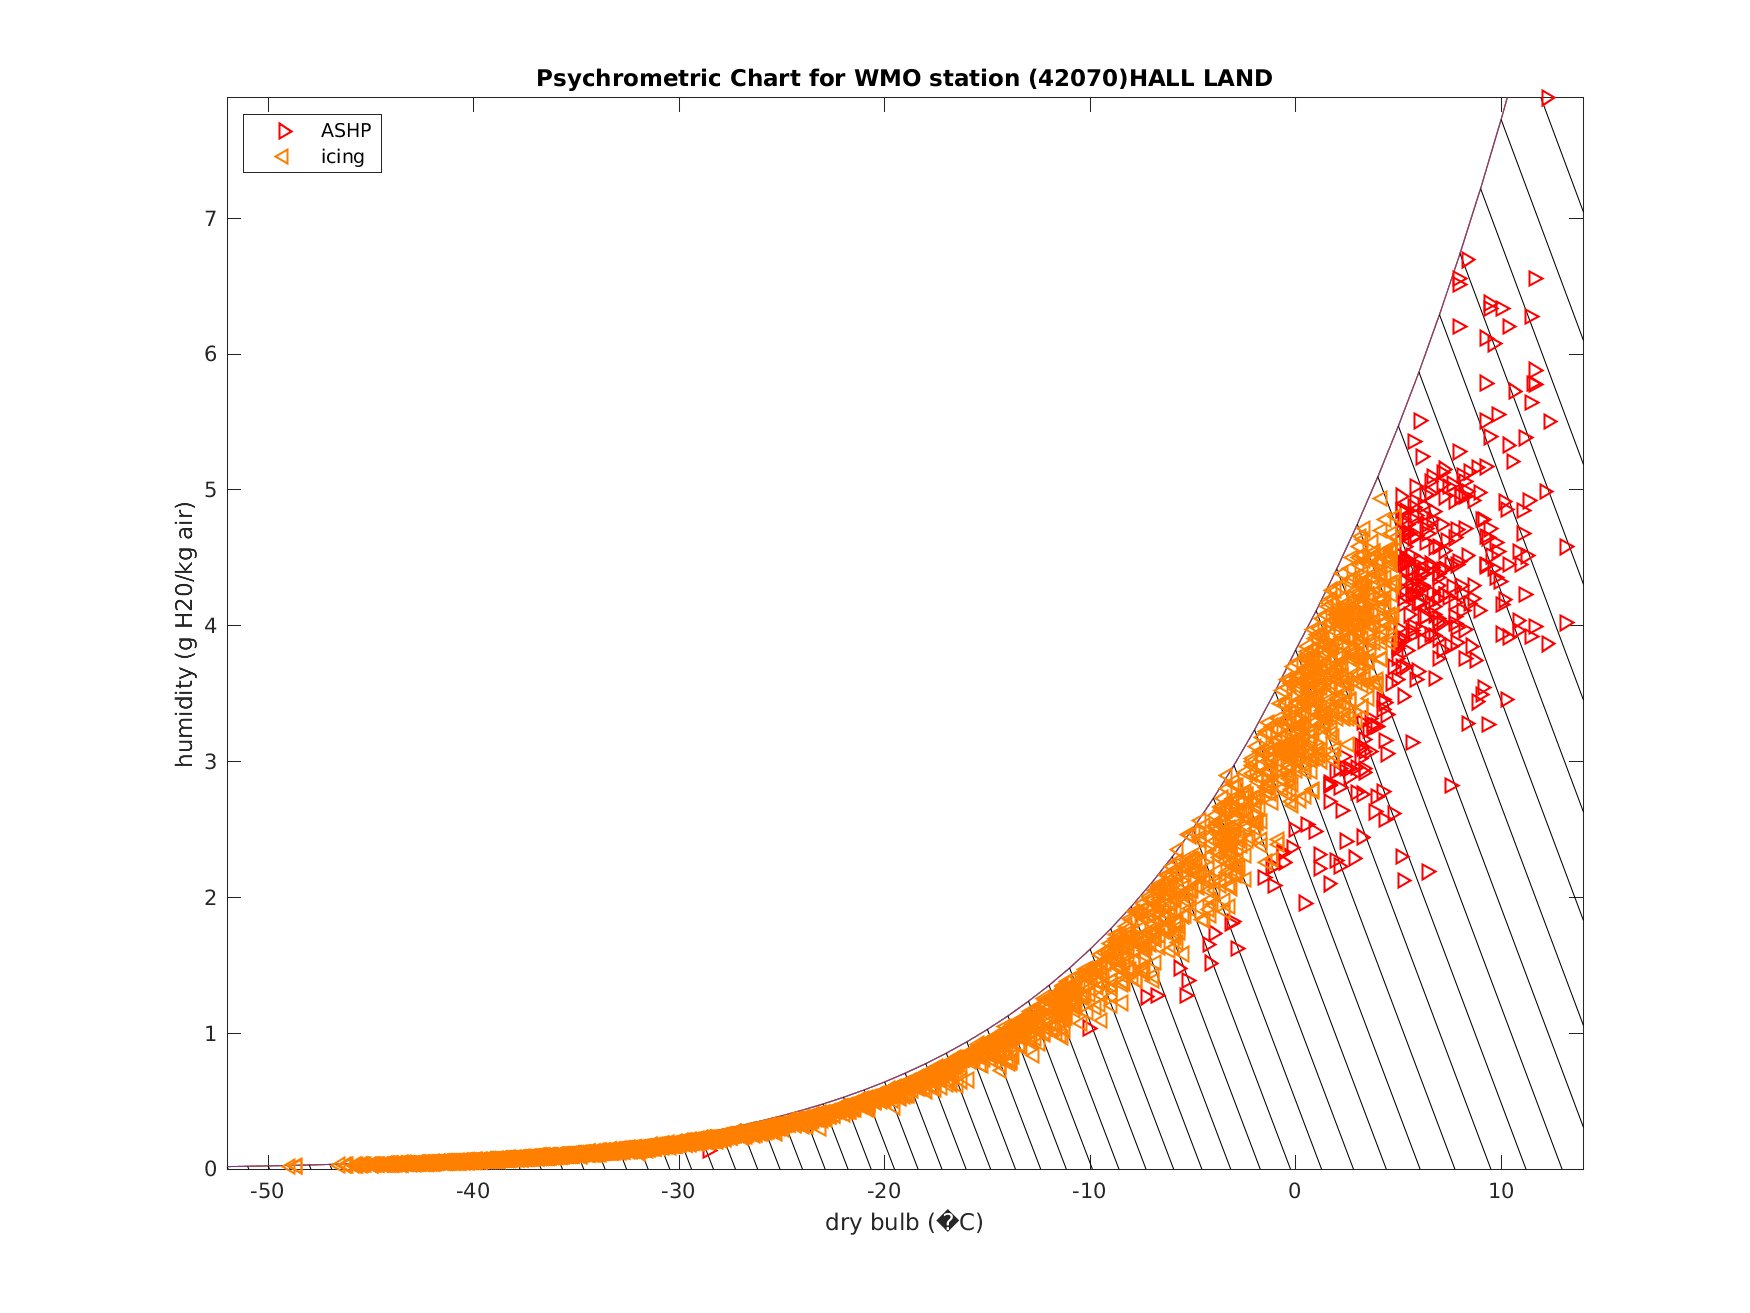 Psychrometric Chart for WMO station (42070)HALL LAND
ASHP
icing
humidity (g H20/kg air)
7
6
5
4
3
2
1
0
-50 -40 -30 -20 -10 0 10
dry bulb (�C)